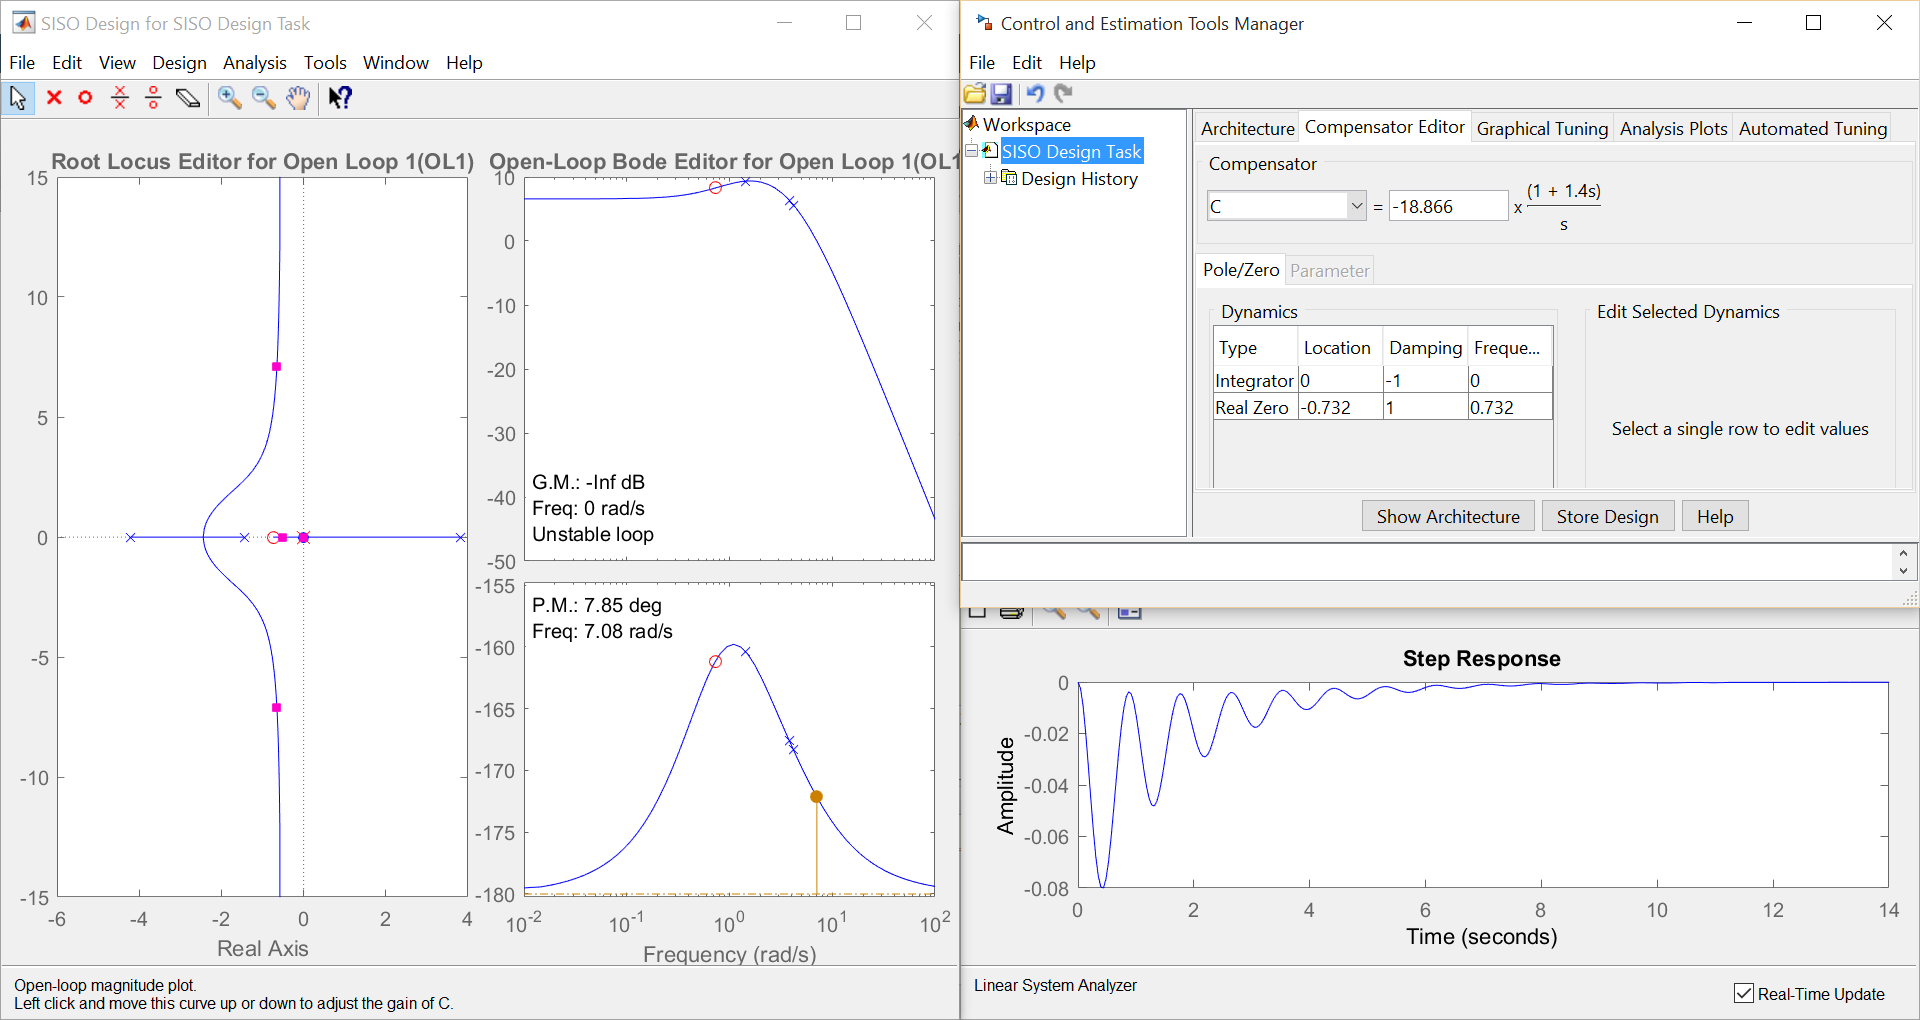 SISO Design for SISO Design Task
File Edit View Design Analysis Tools Window Help
Root Locus Editor for Open Loop 1(OL1)
15
10
5
0
-5
-10
-15
-6 -4 -2 0 2 4
Real Axis
Open-Loop Bode Editor for Open Loop 1(OL1
10
0
-10
-20
-30
-40
-50
G.M.: -Inf dB
Freq: 0 rad/s
Unstable loop
-155
-160
-165
-170
-175
-180
P.M.: 7.85 deg
Freq: 7.08 rad/s
10^-2 10^-1 10^0 10^1 10^2
Frequency (rad/s)
Open-loop magnitude plot.
Left click and move this curve up or down to adjust the gain of C.
Control and Estimation Tools Manager
File Edit Help
Workspace
SISO Design Task
Design History
Architecture Compensator Editor Graphical Tuning Analysis Plots Automated Tuning
Compensator
C = -18.866 x (1 + 1.4s)
s
Pole/Zero Parameter
Dynamics
Type Location Damping Freque...
Integrator 0 -1 0
Real Zero -0.732 1 0.732
Edit Selected Dynamics
Select a single row to edit values
Show Architecture Store Design Help
Step Response
0
-0.02
-0.04
-0.06
-0.08
Amplitude
0 2 4 6 8 10 12 14
Time (seconds)
Linear System Analyzer
Real-Time Update